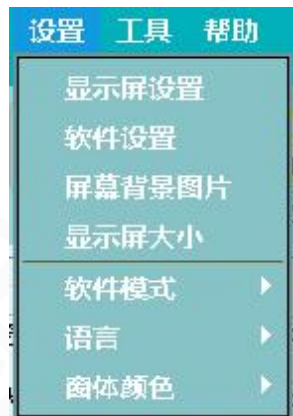 设置 工具 帮助
显示屏设置
软件设置
屏幕背景图片
显示屏大小
软件模式
语言
窗体颜色